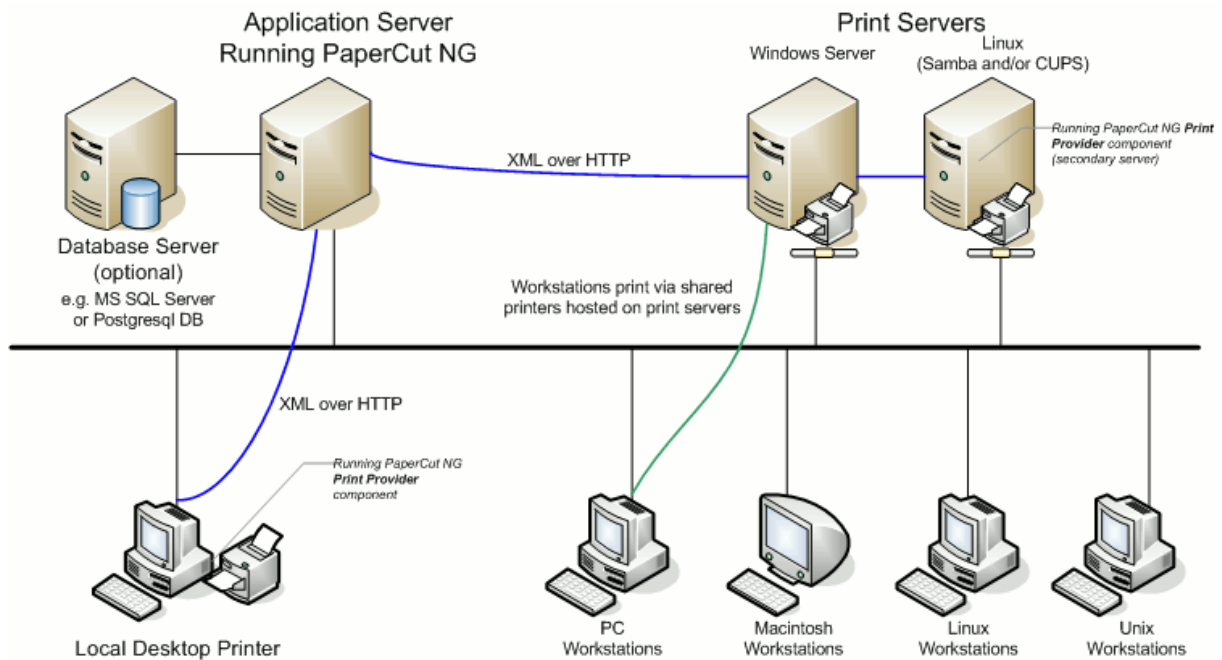 Application Server
Running PaperCut NG
Print Servers
Windows Server
Linux
(Samba and/or CUPS)
Running PaperCut NG Print
Provider component
(secondary server)
XML over HTTP
Database Server
(optional)
e.g. MS SQL Server
or Postgresql DB
Workstations print via shared
printers hosted on print servers
XML over HTTP
Running PaperCut NG
Print Provider
component
Local Desktop Printer
PC
Workstations
Macintosh
Workstations
Linux
Workstations
Unix
Workstations